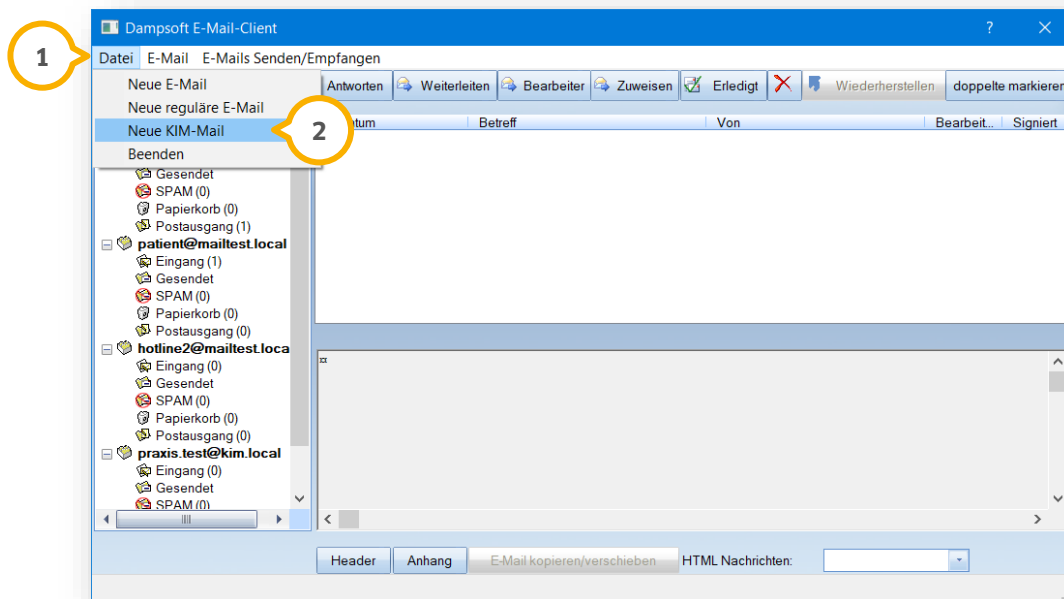 Dampsoft E-Mail-Client ?
1
Datei E-Mail E-Mails Senden/Empfangen
Neue E-Mail
Neue reguläre E-Mail
Neue KIM-Mail
2
Beenden
Antworten Weiterleiten Bearbeiter Zuweisen Erledigt Wiederherstellen doppelte markieren
tum Betreff Von Bearbeit... Signiert
Gesendet
SPAM (0)
Papierkorb (0)
Postausgang (1)
patient@mailtest.local
Eingang (1)
Gesendet
SPAM (0)
Papierkorb (0)
Postausgang (0)
hotline2@mailtest.loca
Eingang (0)
Gesendet
SPAM (0)
Papierkorb (0)
Postausgang (0)
praxis.test@kim.local
Eingang (0)
Gesendet
SPAM (0)
¤
Header Anhang E-Mail kopieren/verschieben HTML Nachrichten: